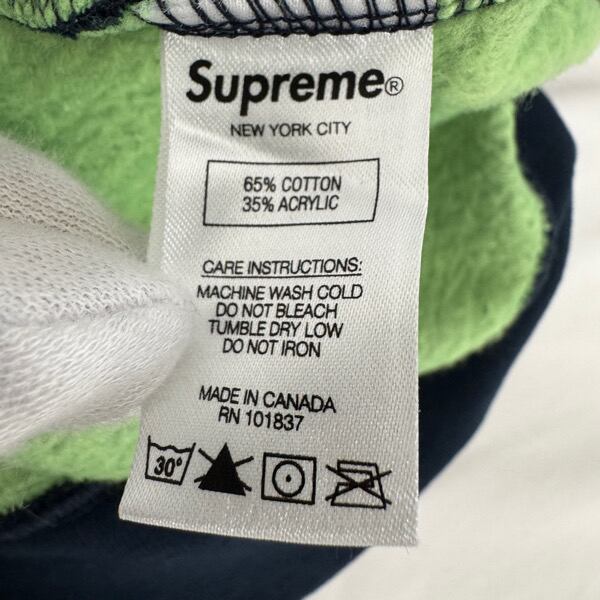 Supreme®
NEW YORK CITY
65% COTTON
35% ACRYLIC
CARE INSTRUCTIONS:
MACHINE WASH COLD
DO NOT BLEACH
TUMBLE DRY LOW
DO NOT IRON
MADE IN CANADA
RN 101837
30°